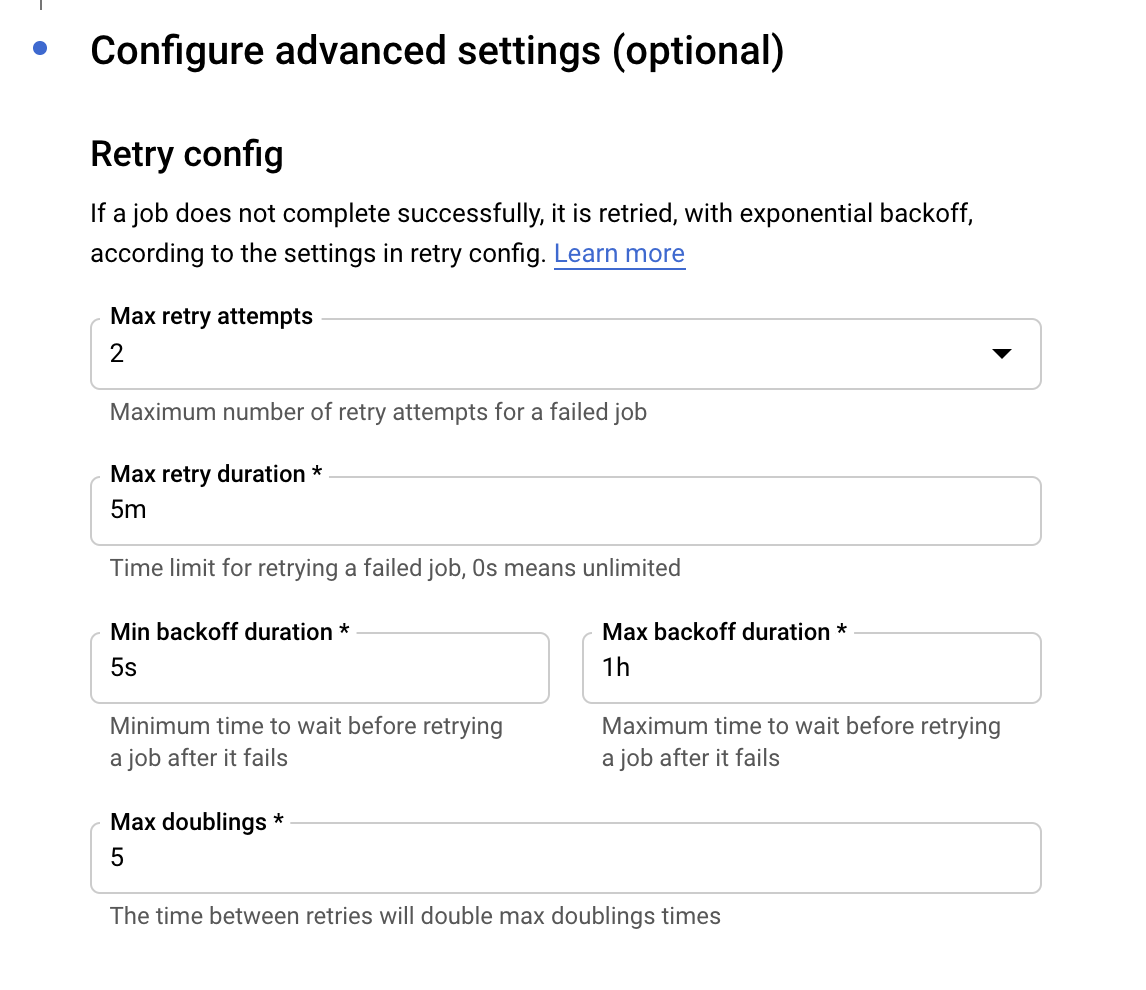 Configure advanced settings (optional)
Retry config
If a job does not complete successfully, it is retried, with exponential backoff,
according to the settings in retry config. Learn more
Max retry attempts
2
Maximum number of retry attempts for a failed job
Max retry duration *
5m
Time limit for retrying a failed job, 0s means unlimited
Min backoff duration *
5s
Minimum time to wait before retrying
a job after it fails
Max backoff duration *
1h
Maximum time to wait before retrying
a job after it fails
Max doublings *
5
The time between retries will double max doublings times